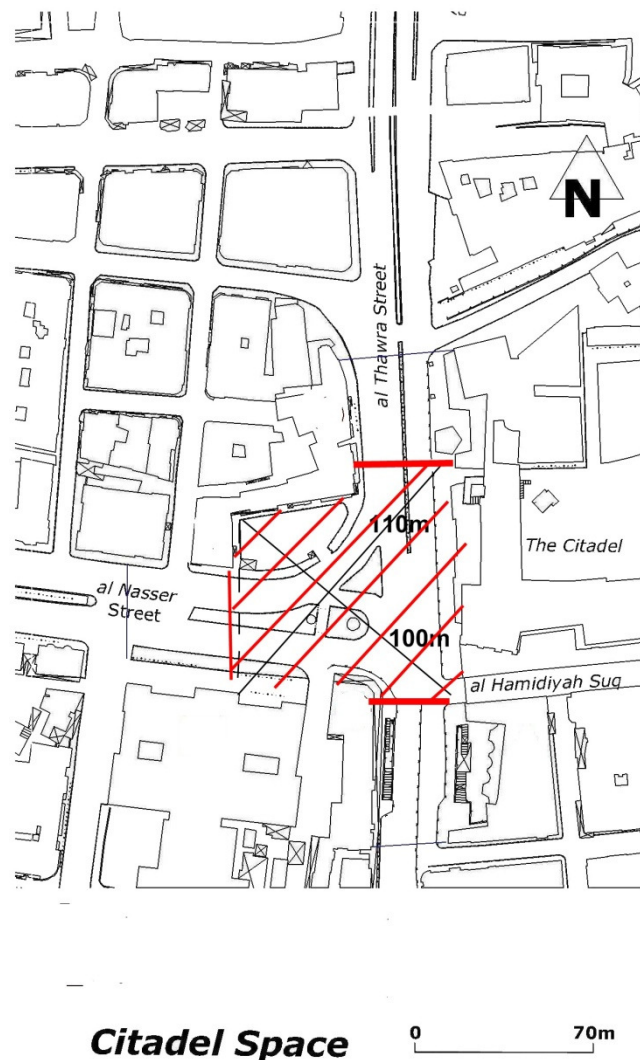 N
al Thawra Street
110m
The Citadel
al Nasser
Street
100m
al Hamidiyah Suq
Citadel Space
0 70m